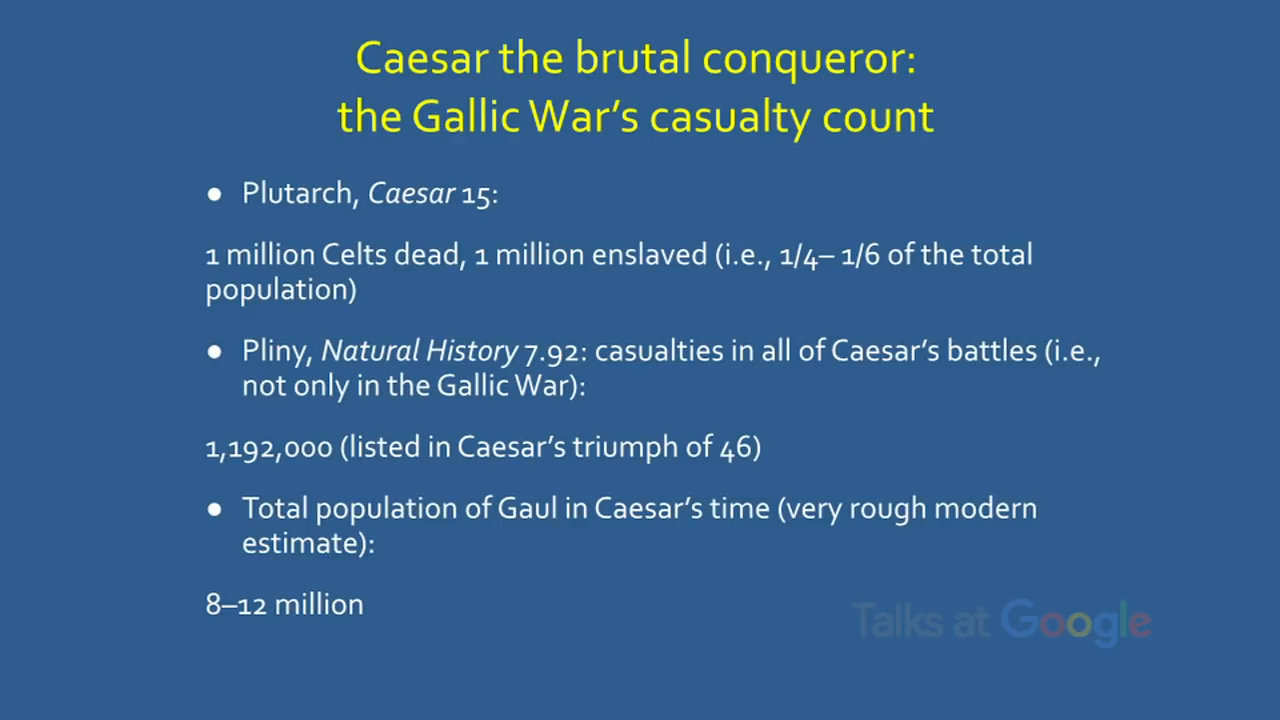 Caesar the brutal conqueror:
the Gallic War's casualty count
● Plutarch, Caesar 15:
1 million Celts dead, 1 million enslaved (i.e., 1/4– 1/6 of the total
population)
● Pliny, Natural History 7.92: casualties in all of Caesar's battles (i.e.,
not only in the Gallic War):
1,192,000 (listed in Caesar's triumph of 46)
● Total population of Gaul in Caesar's time (very rough modern
estimate):
8–12 million
Talks at Google